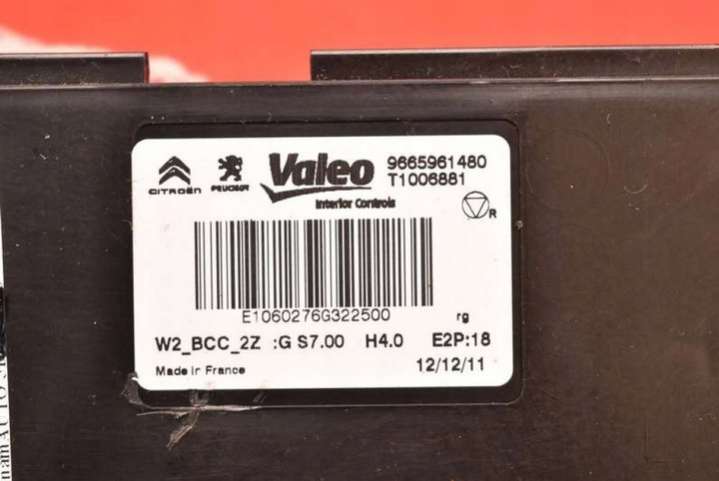 CITROËN PEUGEOT Valeo 9665961480
T1006881
Interior Controls
R
E1060276G322500
rg
W2_BCC_2Z :G S7.00 H4.0 E2P:18
Made in France 12/12/11